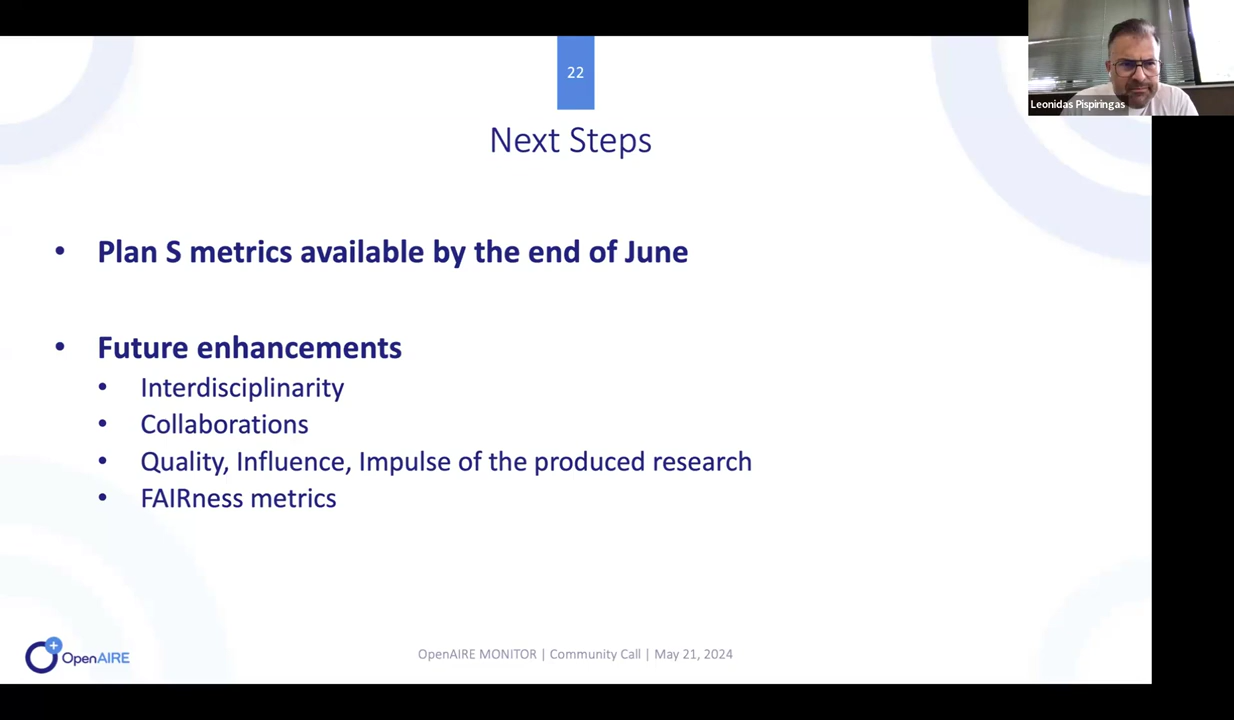 22
Leonidas Pispiringas
Next Steps
• Plan S metrics available by the end of June
• Future enhancements
• Interdisciplinarity
• Collaborations
• Quality, Influence, Impulse of the produced research
• FAIRness metrics
OpenAIRE
OpenAIRE MONITOR | Community Call | May 21, 2024